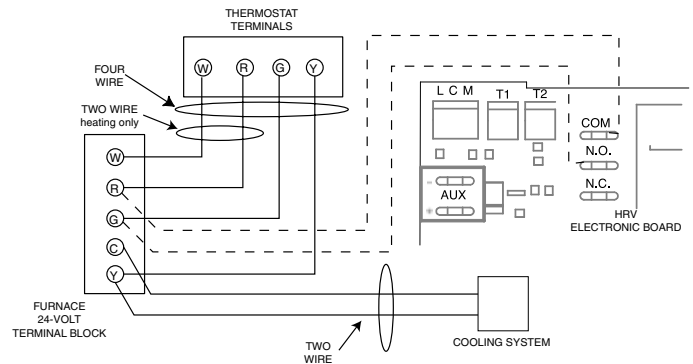 THERMOSTAT
TERMINALS
FOUR
WIRE
W R G Y
TWO WIRE
heating only
L C M T1 T2
COM
N.O.
N.C.
AUX
HRV
ELECTRONIC BOARD
W
R
G
C
Y
FURNACE
24-VOLT
TERMINAL BLOCK
TWO
WIRE
COOLING SYSTEM